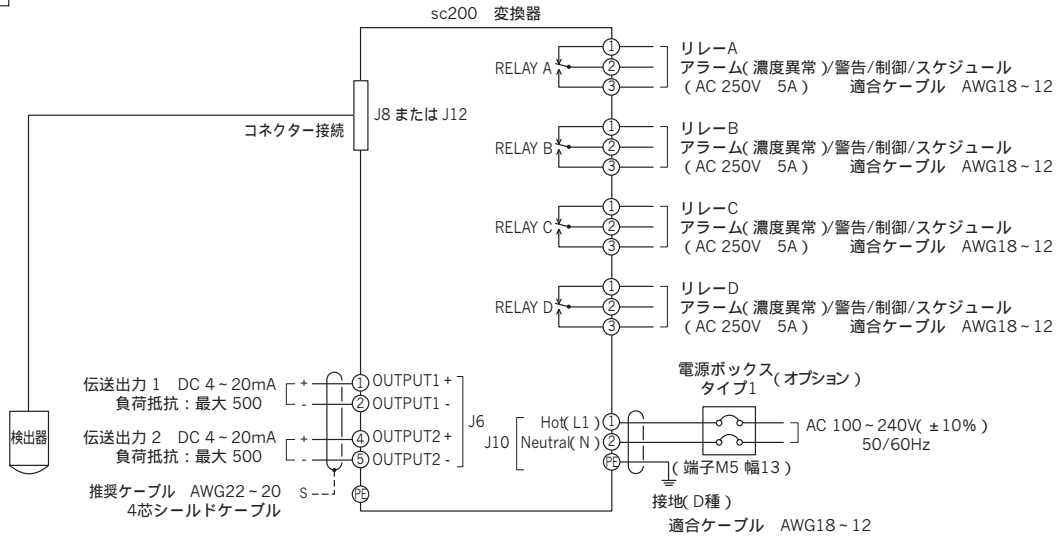 sc200 変換器
J8 または J12
コネクター接続
検出器
RELAY A
1
2
3
リレーA
アラーム(濃度異常)/警告/制御/スケジュール
(AC 250V 5A) 適合ケーブル AWG18~12
RELAY B
1
2
3
リレーB
アラーム(濃度異常)/警告/制御/スケジュール
(AC 250V 5A) 適合ケーブル AWG18~12
RELAY C
1
2
3
リレーC
アラーム(濃度異常)/警告/制御/スケジュール
(AC 250V 5A) 適合ケーブル AWG18~12
RELAY D
1
2
3
リレーD
アラーム(濃度異常)/警告/制御/スケジュール
(AC 250V 5A) 適合ケーブル AWG18~12
伝送出力 1 DC 4~20mA + 1 OUTPUT1 +
負荷抵抗:最大 500 - 2 OUTPUT1 -
J6
伝送出力 2 DC 4~20mA + 4 OUTPUT2 +
負荷抵抗:最大 500 - 5 OUTPUT2 -
推奨ケーブル AWG22~20 S PE
4芯シールドケーブル
電源ボックス
タイプ1
(オプション)
J10
Hot(L1) 1
Neutral(N) 2
PE
AC 100~240V(±10%)
50/60Hz
(端子M5 幅13)
接地(D種)
適合ケーブル AWG18~12